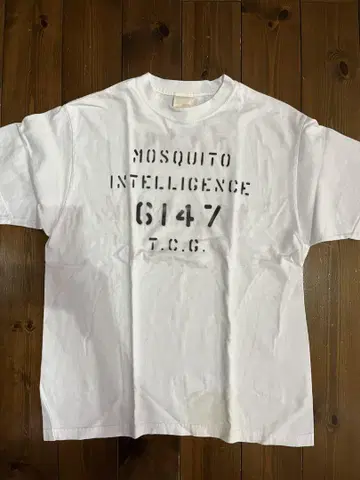 MOSQUITO
INTELLIGENCE
6147
T.C.G.